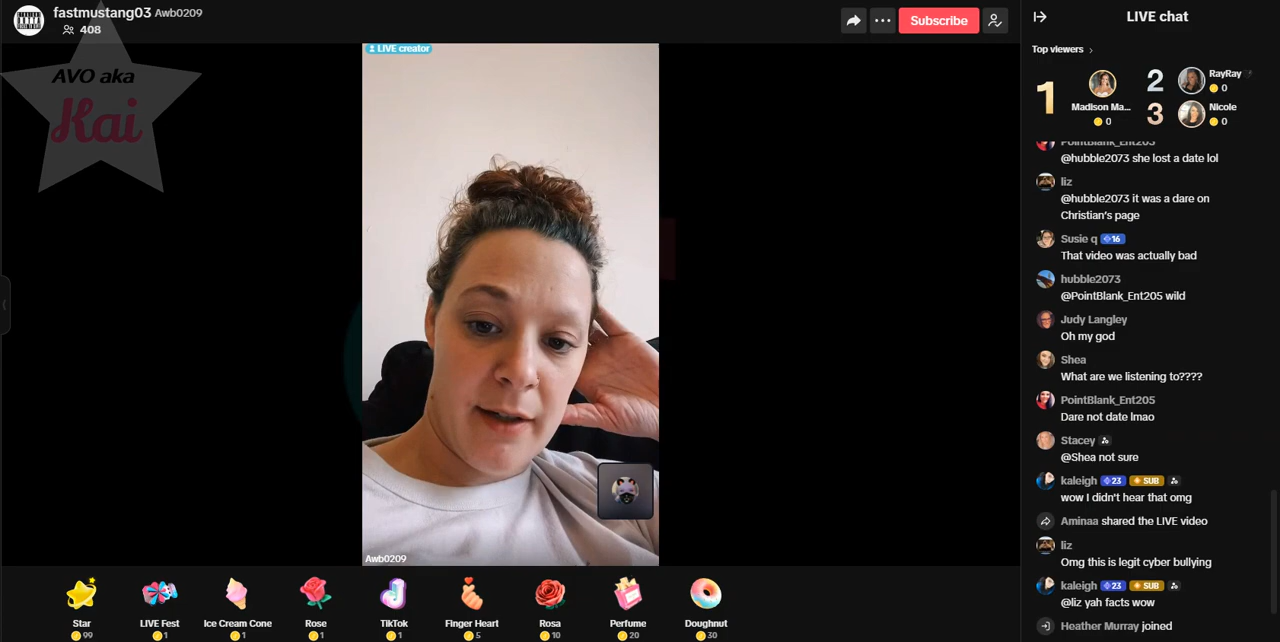 fastmustang03 Awb0209
408
Subscribe
AVO aka
Kai
LIVE creator
Awb0209
Star
99
LIVE Fest
1
Ice Cream Cone
1
Rose
1
TikTok
1
Finger Heart
5
Rosa
10
Perfume
20
Doughnut
30
LIVE chat
Top viewers
1
Madison Ma...
0
2
RayRay
0
3
Nicole
0
PointBlank_Ent205
@hubble2073 she lost a date lol
liz
@hubble2073 it was a dare on
Christian's page
Susie q 16
That video was actually bad
hubble2073
@PointBlank_Ent205 wild
Judy Langley
Oh my god
Shea
What are we listening to????
PointBlank_Ent205
Dare not date lmao
Stacey
@Shea not sure
kaleigh 23 SUB
wow I didn't hear that omg
Aminaa shared the LIVE video
liz
Omg this is legit cyber bullying
kaleigh 23 SUB
@liz yah facts wow
Heather Murray joined